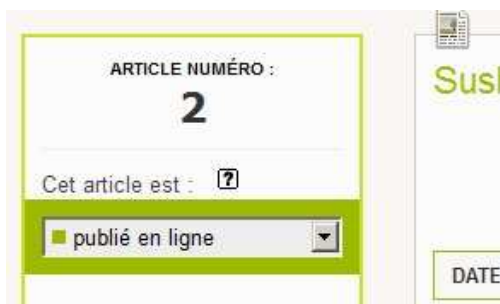 ARTICLE NUMÉRO :
2
Cet article est : ?
publié en ligne
DATE